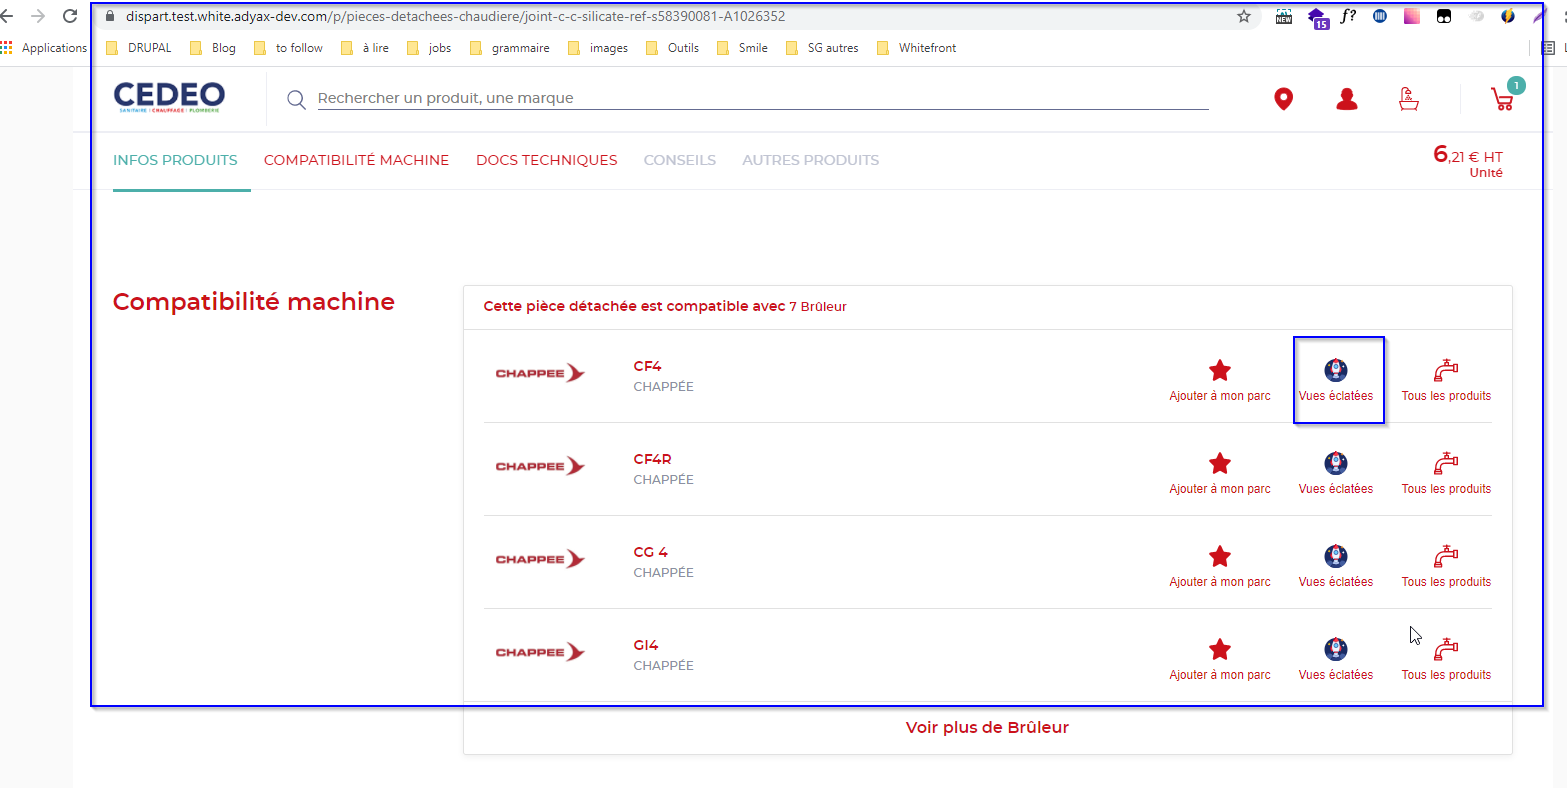 dispart.test.white.adyax-dev.com/p/pieces-detachees-chaudiere/joint-c-c-silicate-ref-s58390081-A1026352
NEW 15 f?
Applications DRUPAL Blog to follow à lire jobs grammaire images Outils Smile SG autres Whitefront
CEDEO
SANITAIRE | CHAUFFAGE | PLOMBERIE
Rechercher un produit, une marque
1
INFOS PRODUITS COMPATIBILITÉ MACHINE DOCS TECHNIQUES CONSEILS AUTRES PRODUITS
6,21 € HT
Unité
Compatibilité machine
Cette pièce détachée est compatible avec 7 Brûleur
CHAPPEE
CF4
CHAPPÉE
Ajouter à mon parc Vues éclatées Tous les produits
CHAPPEE
CF4R
CHAPPÉE
Ajouter à mon parc Vues éclatées Tous les produits
CHAPPEE
CG 4
CHAPPÉE
Ajouter à mon parc Vues éclatées Tous les produits
CHAPPEE
GI4
CHAPPÉE
Ajouter à mon parc Vues éclatées Tous les produits
Voir plus de Brûleur